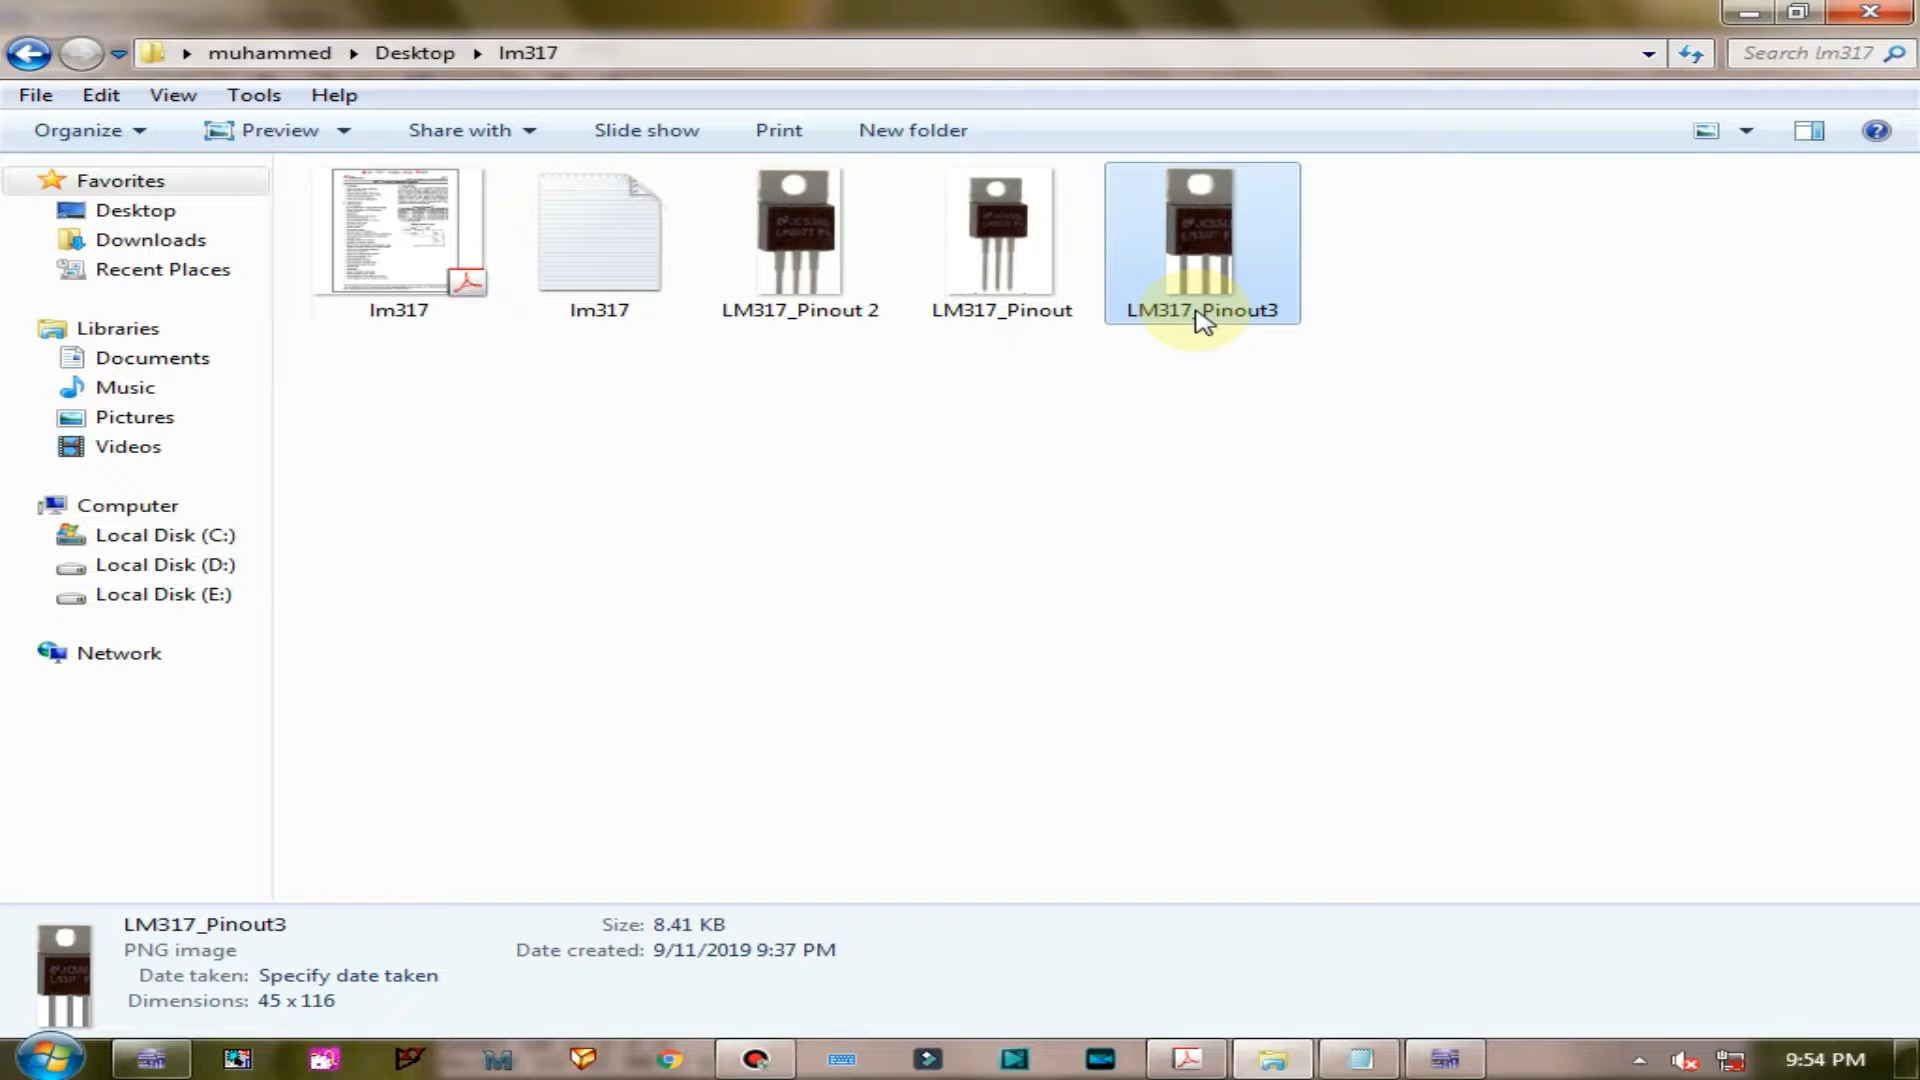 muhammed Desktop lm317
Search lm317
File Edit View Tools Help
Organize Preview Share with Slide show Print New folder
Favorites
Desktop
Downloads
Recent Places
Libraries
Documents
Music
Pictures
Videos
Computer
Local Disk (C:)
Local Disk (D:)
Local Disk (E:)
Network
lm317
lm317
LM317_Pinout 2
LM317_Pinout
LM317_Pinout3
LM317_Pinout3
PNG image
Date taken: Specify date taken
Dimensions: 45 x 116
Size: 8.41 KB
Date created: 9/11/2019 9:37 PM
9:54 PM